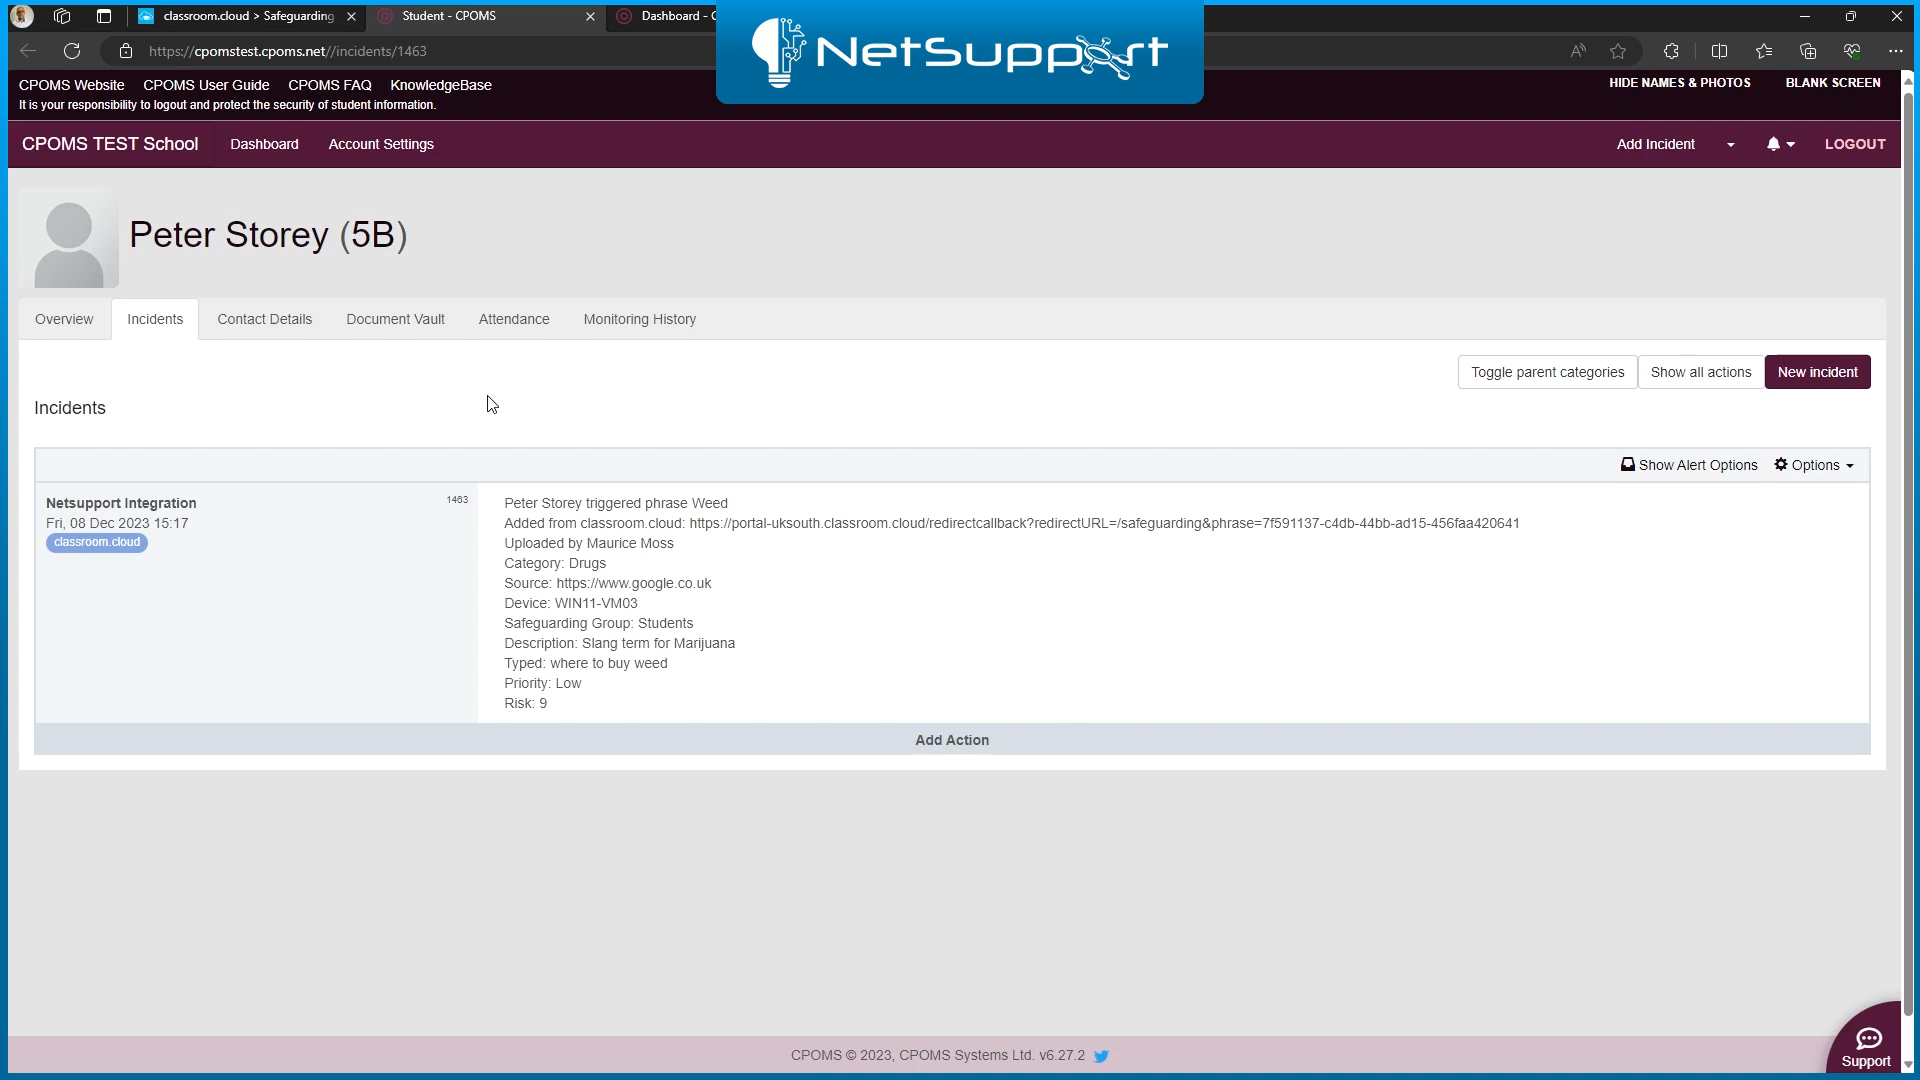 classroom.cloud > Safeguarding
Student - CPOMS
Dashboard - C
NetSupport
https://cpomstest.cpoms.net//incidents/1463
CPOMS Website CPOMS User Guide CPOMS FAQ KnowledgeBase
HIDE NAMES & PHOTOS BLANK SCREEN
It is your responsibility to logout and protect the security of student information.
CPOMS TEST School Dashboard Account Settings
Add Incident LOGOUT
Peter Storey (5B)
Overview Incidents Contact Details Document Vault Attendance Monitoring History
Toggle parent categories Show all actions New incident
Incidents
Show Alert Options Options
Netsupport Integration 1463
Fri, 08 Dec 2023 15:17
classroom.cloud
Peter Storey triggered phrase Weed
Added from classroom.cloud: https://portal-uksouth.classroom.cloud/redirectcallback?redirectURL=/safeguarding&phrase=7f591137-c4db-44bb-ad15-456faa420641
Uploaded by Maurice Moss
Category: Drugs
Source: https://www.google.co.uk
Device: WIN11-VM03
Safeguarding Group: Students
Description: Slang term for Marijuana
Typed: where to buy weed
Priority: Low
Risk: 9
Add Action
CPOMS © 2023, CPOMS Systems Ltd. v6.27.2
Support